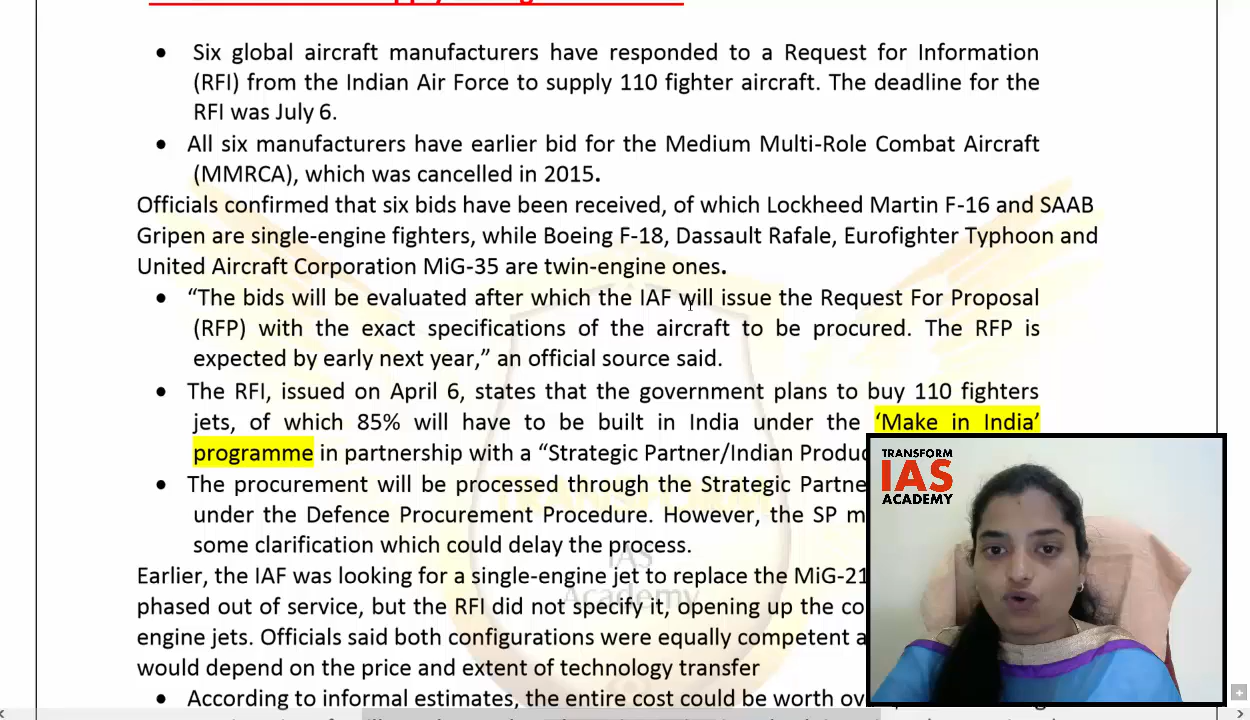 • Six global aircraft manufacturers have responded to a Request for Information
(RFI) from the Indian Air Force to supply 110 fighter aircraft. The deadline for the
RFI was July 6.
• All six manufacturers have earlier bid for the Medium Multi-Role Combat Aircraft
(MMRCA), which was cancelled in 2015.
Officials confirmed that six bids have been received, of which Lockheed Martin F-16 and SAAB
Gripen are single-engine fighters, while Boeing F-18, Dassault Rafale, Eurofighter Typhoon and
United Aircraft Corporation MiG-35 are twin-engine ones.
• “The bids will be evaluated after which the IAF will issue the Request For Proposal
(RFP) with the exact specifications of the aircraft to be procured. The RFP is
expected by early next year,” an official source said.
• The RFI, issued on April 6, states that the government plans to buy 110 fighters
jets, of which 85% will have to be built in India under the ‘Make in India’
programme in partnership with a “Strategic Partner/Indian Produc
• The procurement will be processed through the Strategic Partne
under the Defence Procurement Procedure. However, the SP m
some clarification which could delay the process.
IAS
Academy
Earlier, the IAF was looking for a single-engine jet to replace the MiG-21
phased out of service, but the RFI did not specify it, opening up the co
engine jets. Officials said both configurations were equally competent a
would depend on the price and extent of technology transfer
• According to informal estimates, the entire cost could be worth ov
TRANSFORM
IAS
ACADEMY